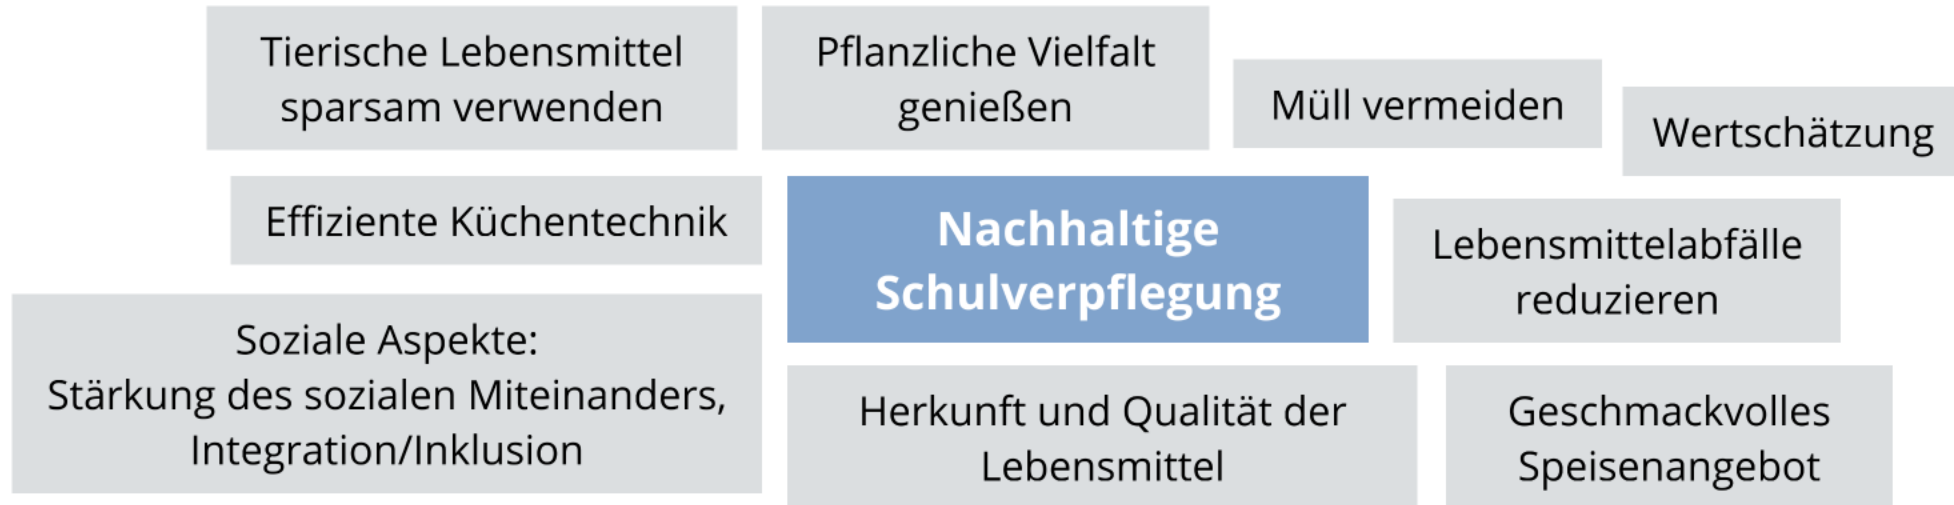 Tierische Lebensmittel
sparsam verwenden
Pflanzliche Vielfalt
genießen
Müll vermeiden
Wertschätzung
Effiziente Küchentechnik
Nachhaltige
Schulverpflegung
Lebensmittelabfälle
reduzieren
Soziale Aspekte:
Stärkung des sozialen Miteinanders,
Integration/Inklusion
Herkunft und Qualität der
Lebensmittel
Geschmackvolles
Speisenangebot